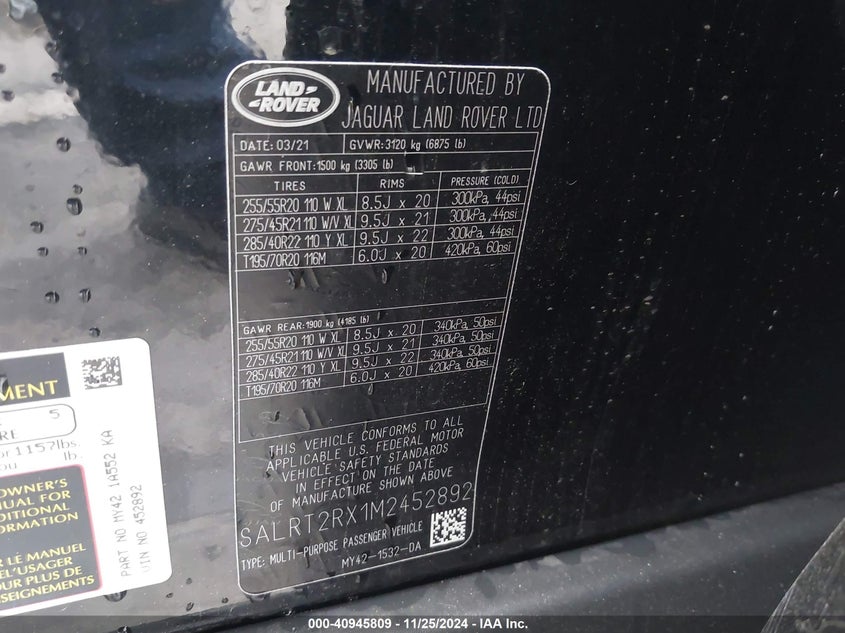 LAND-
-ROVER
MANUFACTURED BY
JAGUAR LAND ROVER LTD
DATE: 03/21 GVWR: 3120 kg (6875 lb)
GAWR FRONT: 1500 kg (3305 lb)
TIRES RIMS PRESSURE (COLD)
255/55R20 110 W XL 8.5J x 20 300kPa, 44psi
275/45R21 110 W/V XL 9.5J x 21 300kPa, 44psi
285/40R22 110 Y XL 9.5J x 22 300kPa, 44psi
T195/70R20 116M 6.0J x 20 420kPa, 60psi
GAWR REAR: 1900 kg (4185 lb)
255/55R20 110 W XL 8.5J x 20 340kPa, 50psi
275/45R21 110 W/V XL 9.5J x 21 340kPa, 50psi
285/40R22 110 Y XL 9.5J x 22 340kPa, 50psi
T195/70R20 116M 6.0J x 20 420kPa, 60psi
THIS VEHICLE CONFORMS TO ALL
APPLICABLE U.S. FEDERAL MOTOR
VEHICLE SAFETY STANDARDS
IN EFFECT ON THE DATE
OF MANUFACTURE SHOWN ABOVE
SALRT2RX1M2452892
TYPE: MULTI-PURPOSE PASSENGER VEHICLE
MY42-1532-DA
MENT
5
RE
or 1157lbs.
ou lb.
OWNER'S
ANUAL FOR
DITIONAL
ORMATION
R LE MANUEL
E L'USAGER
OUR PLUS DE
SEIGNEMENTS
PART NO MY42 1A552 KA
VIN NO 452892
000-40945809 - 11/25/2024 - IAA Inc.